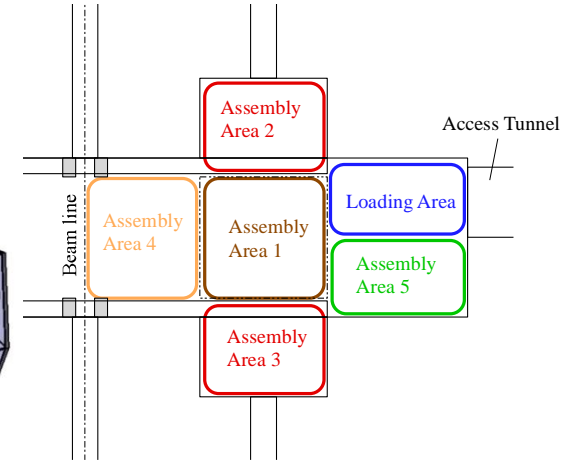 Assembly
Area 2
Access Tunnel
Loading Area
Beam line
Assembly
Area 4
Assembly
Area 1
Assembly
Area 5
Assembly
Area 3